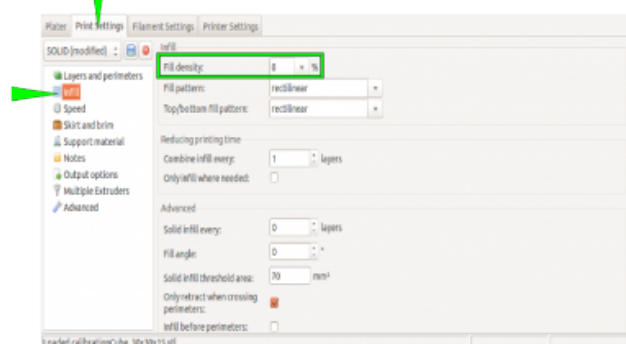 Plater Print Settings Filament Settings Printer Settings
SOLID (modified)
Infill
Layers and perimeters
Infill
Speed
Skirt and brim
Support material
Notes
Output options
Multiple Extruders
Advanced
Fill density: %
Fill pattern: rectilinear
Top/bottom fill pattern: rectilinear
Reducing printing time
Combine infill every: 1 layers
Only infill where needed:
Advanced
Solid infill every: 0 layers
Fill angle: 0 °
Solid infill threshold area: 70 mm²
Only retract when crossing
perimeters:
Infill before perimeters:
Loaded calibrationCube_30x30x15.stl